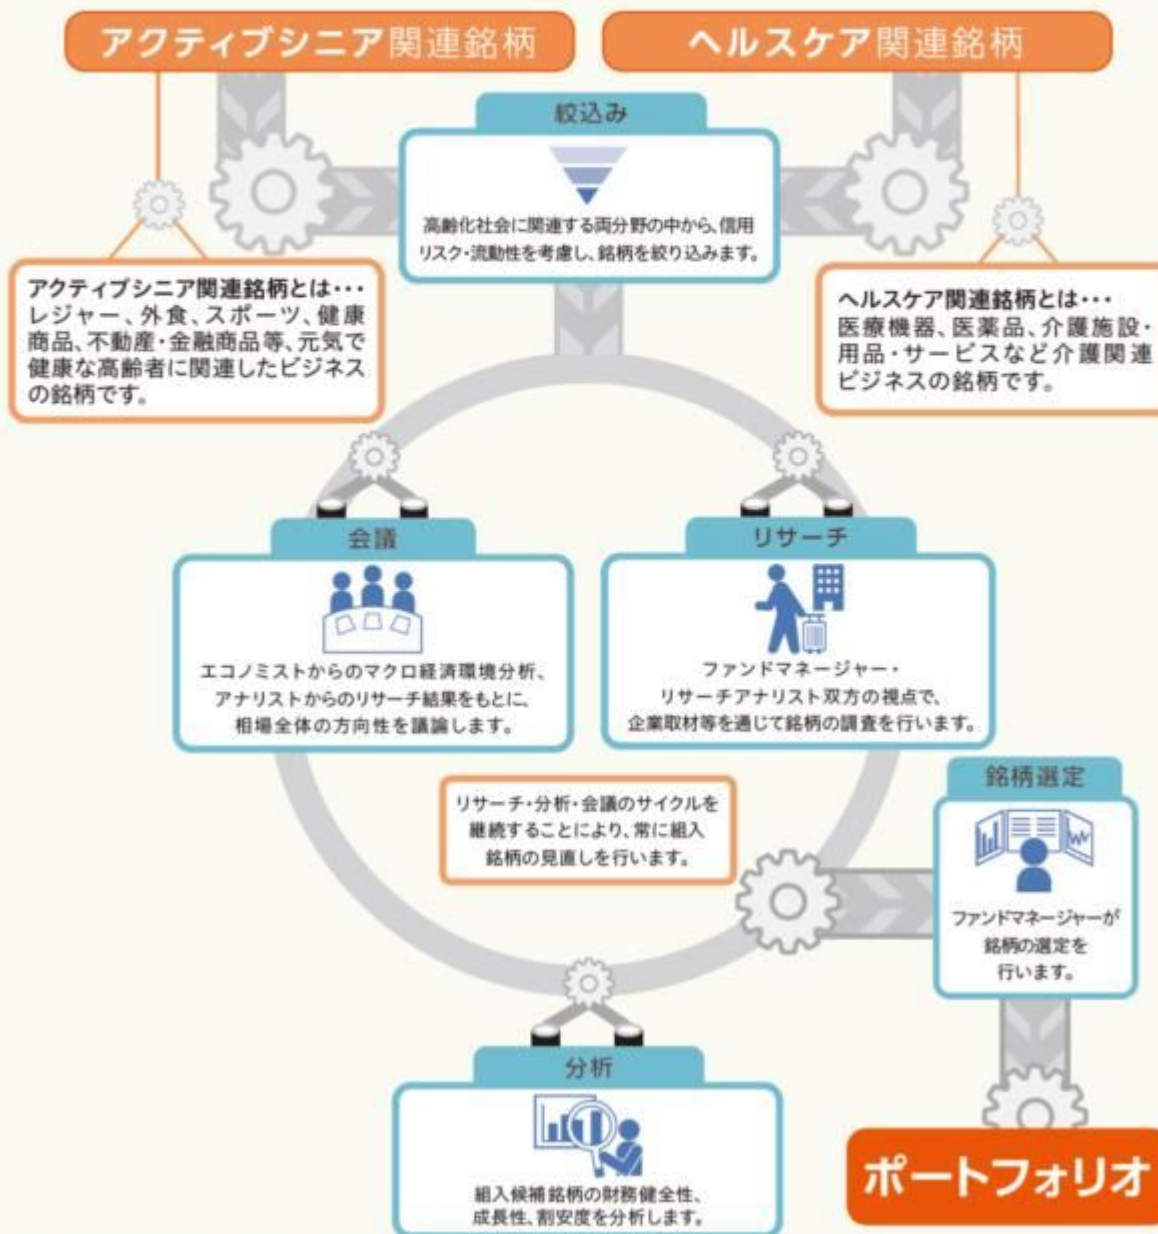 アクティブシニア関連銘柄
ヘルスケア関連銘柄
絞込み
高齢化社会に関連する両分野の中から、信用
リスク・流動性を考慮し、銘柄を絞り込みます。
アクティブシニア関連銘柄とは・・・
レジャー、外食、スポーツ、健康
商品、不動産・金融商品等、元気で
健康な高齢者に関連したビジネス
の銘柄です。
ヘルスケア関連銘柄とは・・・
医療機器、医薬品、介護施設・
用品・サービスなど介護関連
ビジネスの銘柄です。
会議
エコノミストからのマクロ経済環境分析、
アナリストからのリサーチ結果をもとに、
相場全体の方向性を議論します。
リサーチ
ファンドマネージャー・
リサーチアナリスト双方の視点で、
企業取材等を通じて銘柄の調査を行います。
リサーチ・分析・会議のサイクルを
継続することにより、常に組入
銘柄の見直しを行います。
銘柄選定
ファンドマネージャーが
銘柄の選定を
行います。
分析
組入候補銘柄の財務健全性、
成長性、割安度を分析します。
ポートフォリオ